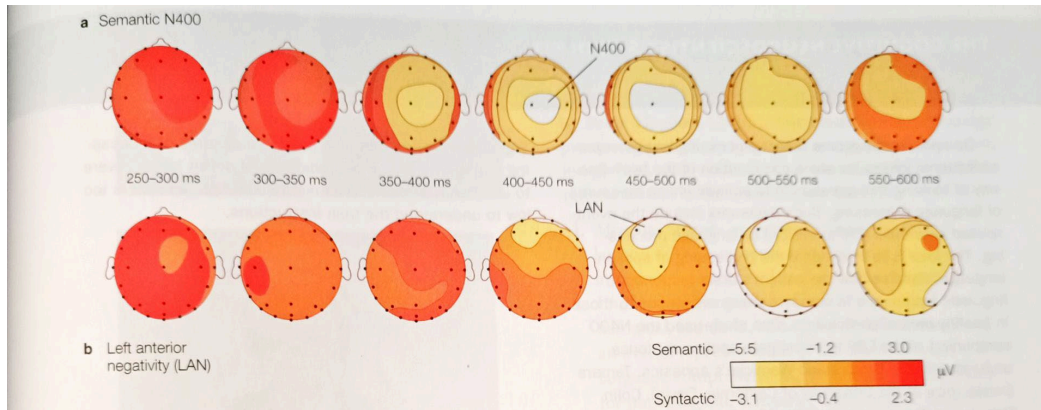 a Semantic N400
N400
250–300 ms 300–350 ms 350–400 ms 400–450 ms 450–500 ms 500–550 ms 550–600 ms
LAN
b Left anterior
negativity (LAN)
Semantic –5.5 –1.2 3.0
μV
Syntactic –3.1 –0.4 2.3